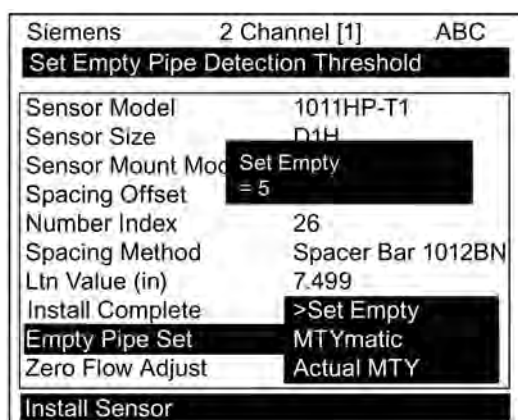 Siemens 2 Channel [1] ABC
Set Empty Pipe Detection Threshold
Sensor Model 1011HP-T1
Sensor Size D1H
Sensor Mount Mod
Set Empty
Spacing Offset = 5
Number Index 26
Spacing Method Spacer Bar 1012BN
Ltn Value (in) 7.499
Install Complete >Set Empty
Empty Pipe Set MTYmatic
Zero Flow Adjust Actual MTY
Install Sensor